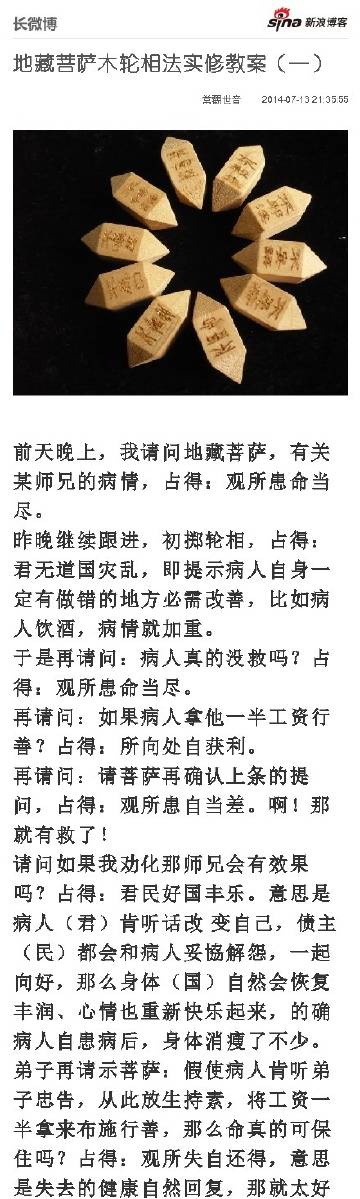 长微博
sina 新浪博客
地藏菩萨木轮相法实修教案（一）
2014-07-13 21:35:55
前天晚上，我请问地藏菩萨，有关
某师兄的病情，占得：观所患命当
尽。
昨晚继续跟进，初掷轮相，占得：
君无道国灾乱，即提示病人自身一
定有做错的地方必需改善，比如病
人饮酒，病情就加重。
于是再请问：病人真的没救吗？占
得：观所患命当尽。
再请问：如果病人拿他一半工资行
善？占得：所向处自获利。
再请问：请菩萨再确认上条的提
问，占得：观所患自当差。啊！那
就有救了！
请问如果我劝化那师兄会有效果
吗？占得：君民好国丰乐。意思是
病人（君）肯听话改 变自己，债主
（民）都会和病人妥协解怨，一起
向好，那么身体（国）自然会恢复
丰润、心情也重新快乐起来，的确
病人自患病后，身体消瘦了不少。
弟子再请示菩萨：假使病人肯听弟
子忠告，从此放生持素，将工资一
半拿来布施行善，那么命真的可保
住吗？占得：观所失自还得，意思
是失去的健康自然回复，那就太好